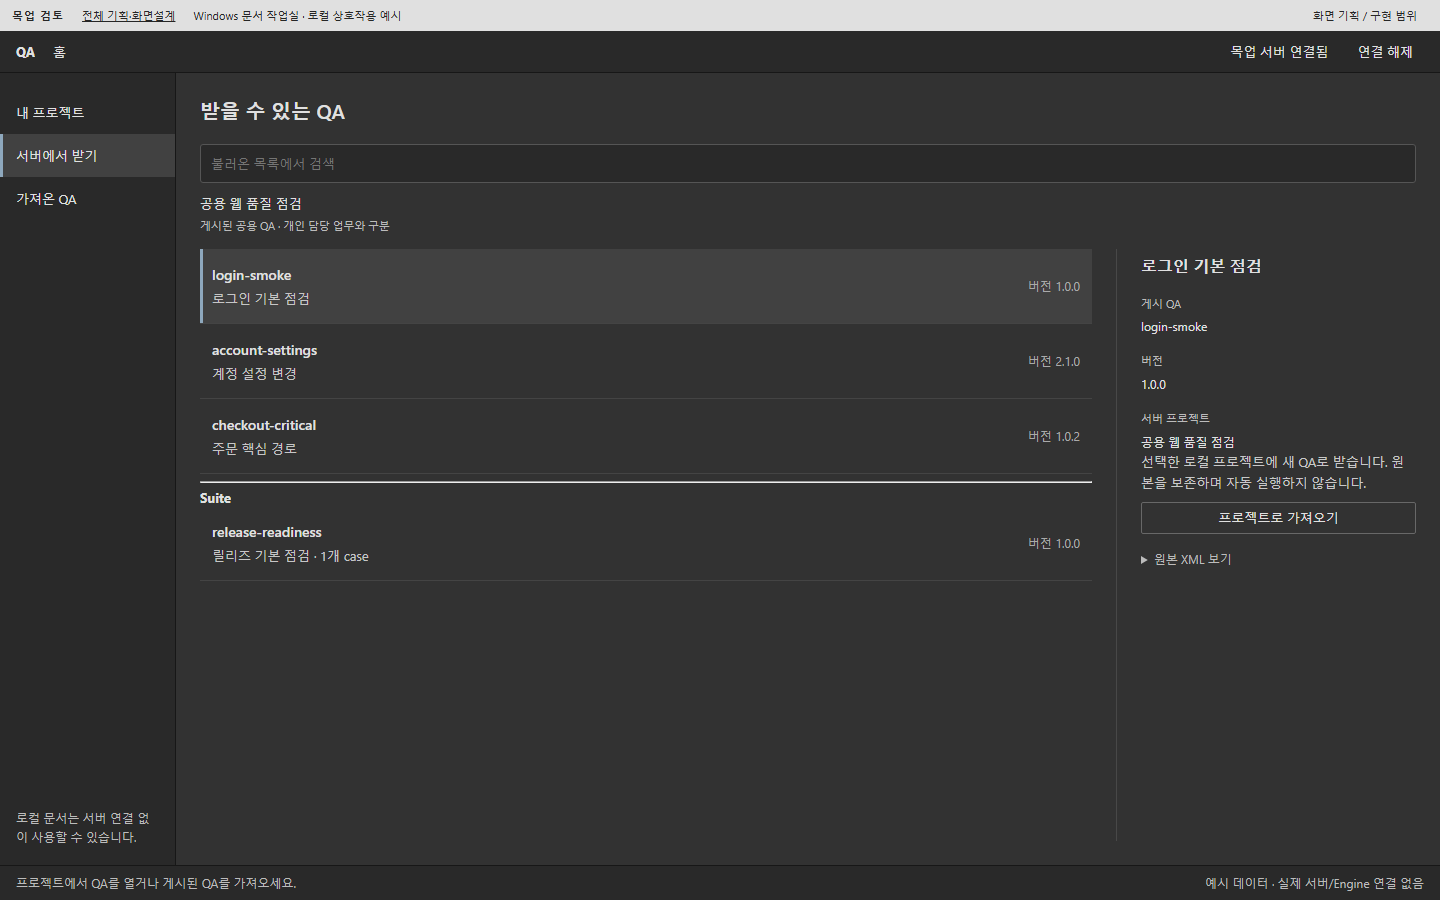 목업 검토 전체 기획·화면설계 Windows 문서 작업실 · 로컬 상호작용 예시 화면 기획 / 구현 범위
QA 홈 목업 서버 연결됨 연결 해제
내 프로젝트
서버에서 받기
가져온 QA
로컬 문서는 서버 연결 없
이 사용할 수 있습니다.
받을 수 있는 QA
불러온 목록에서 검색
공용 웹 품질 점검
게시된 공용 QA · 개인 담당 업무와 구분
login-smoke
로그인 기본 점검
버전 1.0.0
account-settings
계정 설정 변경
버전 2.1.0
checkout-critical
주문 핵심 경로
버전 1.0.2
Suite
release-readiness
릴리즈 기본 점검 · 1개 case
버전 1.0.0
로그인 기본 점검
게시 QA
login-smoke
버전
1.0.0
서버 프로젝트
공용 웹 품질 점검
선택한 로컬 프로젝트에 새 QA로 받습니다. 원
본을 보존하며 자동 실행하지 않습니다.
프로젝트로 가져오기
▶ 원본 XML 보기
프로젝트에서 QA를 열거나 게시된 QA를 가져오세요. 예시 데이터 · 실제 서버/Engine 연결 없음